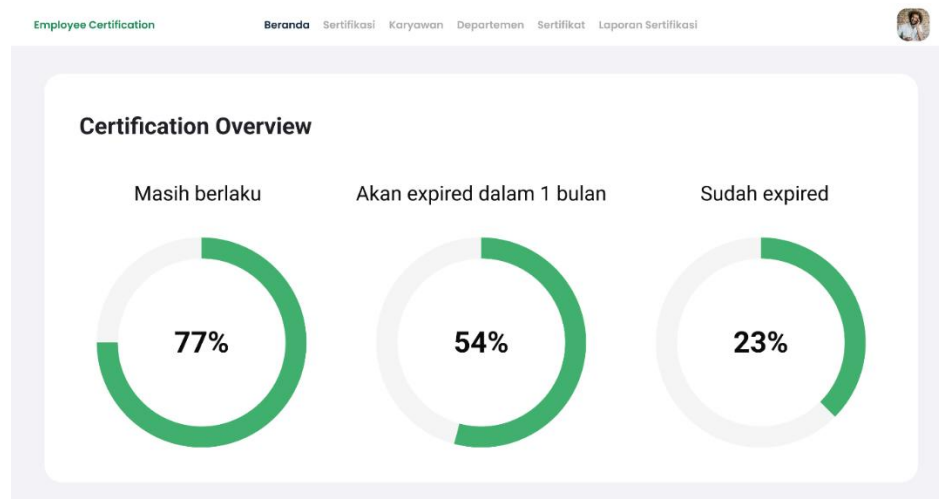 Employee Certification
Beranda Sertifikasi Karyawan Departemen Sertifikat Laporan Sertifikasi
Certification Overview
Masih berlaku
Akan expired dalam 1 bulan
Sudah expired
77%
54%
23%